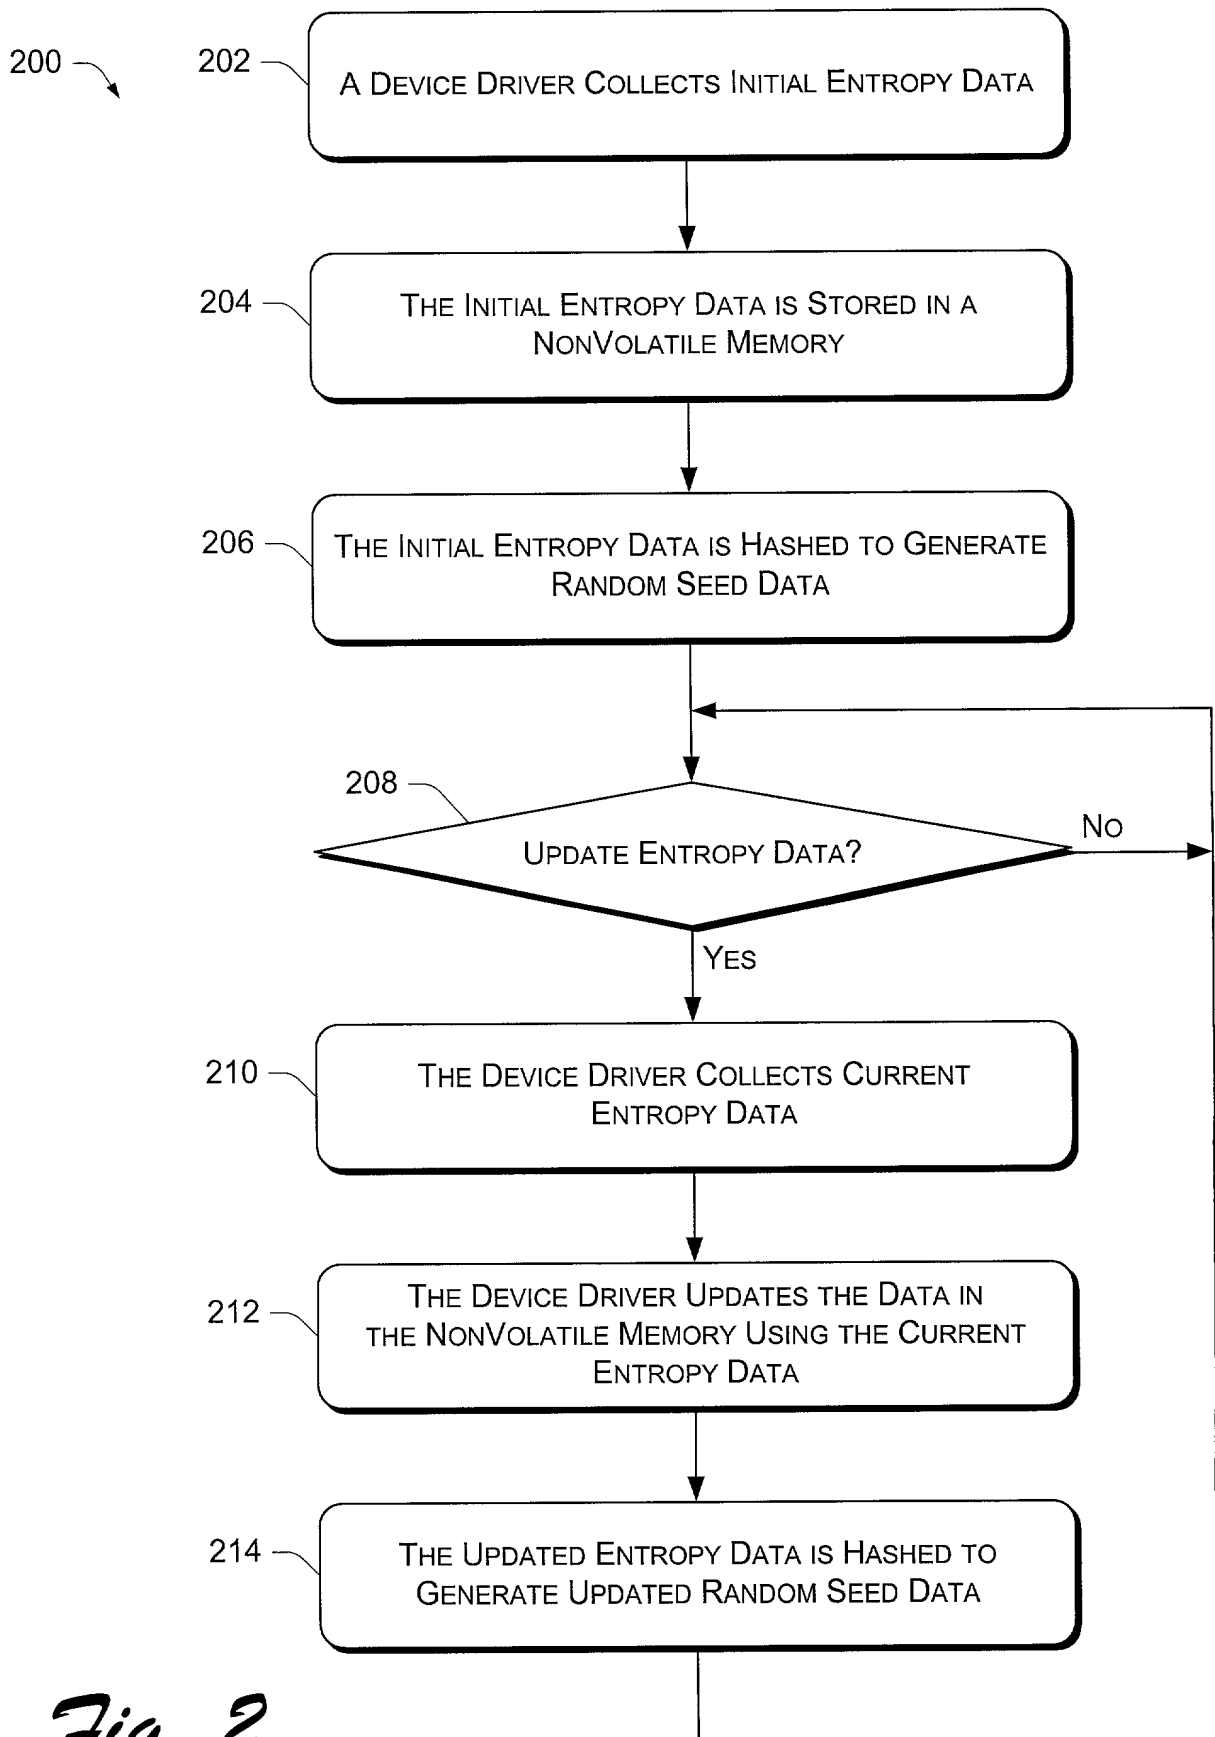 200
202
A DEVICE DRIVER COLLECTS INITIAL ENTROPY DATA
204
THE INITIAL ENTROPY DATA IS STORED IN A
NONVOLATILE MEMORY
206
THE INITIAL ENTROPY DATA IS HASHED TO GENERATE
RANDOM SEED DATA
208
UPDATE ENTROPY DATA?
NO
YES
210
THE DEVICE DRIVER COLLECTS CURRENT
ENTROPY DATA
212
THE DEVICE DRIVER UPDATES THE DATA IN
THE NONVOLATILE MEMORY USING THE CURRENT
ENTROPY DATA
214
THE UPDATED ENTROPY DATA IS HASHED TO
GENERATE UPDATED RANDOM SEED DATA
Fig. 2